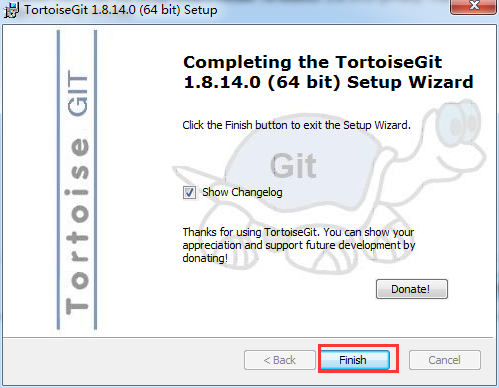 TortoiseGit 1.8.14.0 (64 bit) Setup
Completing the TortoiseGit
1.8.14.0 (64 bit) Setup Wizard
Click the Finish button to exit the Setup Wizard.
Git
Show Changelog
Thanks for using TortoiseGit. You can show your
appreciation and support future development by
donating!
Donate!
Tortoise GIT
< Back
Finish
Cancel